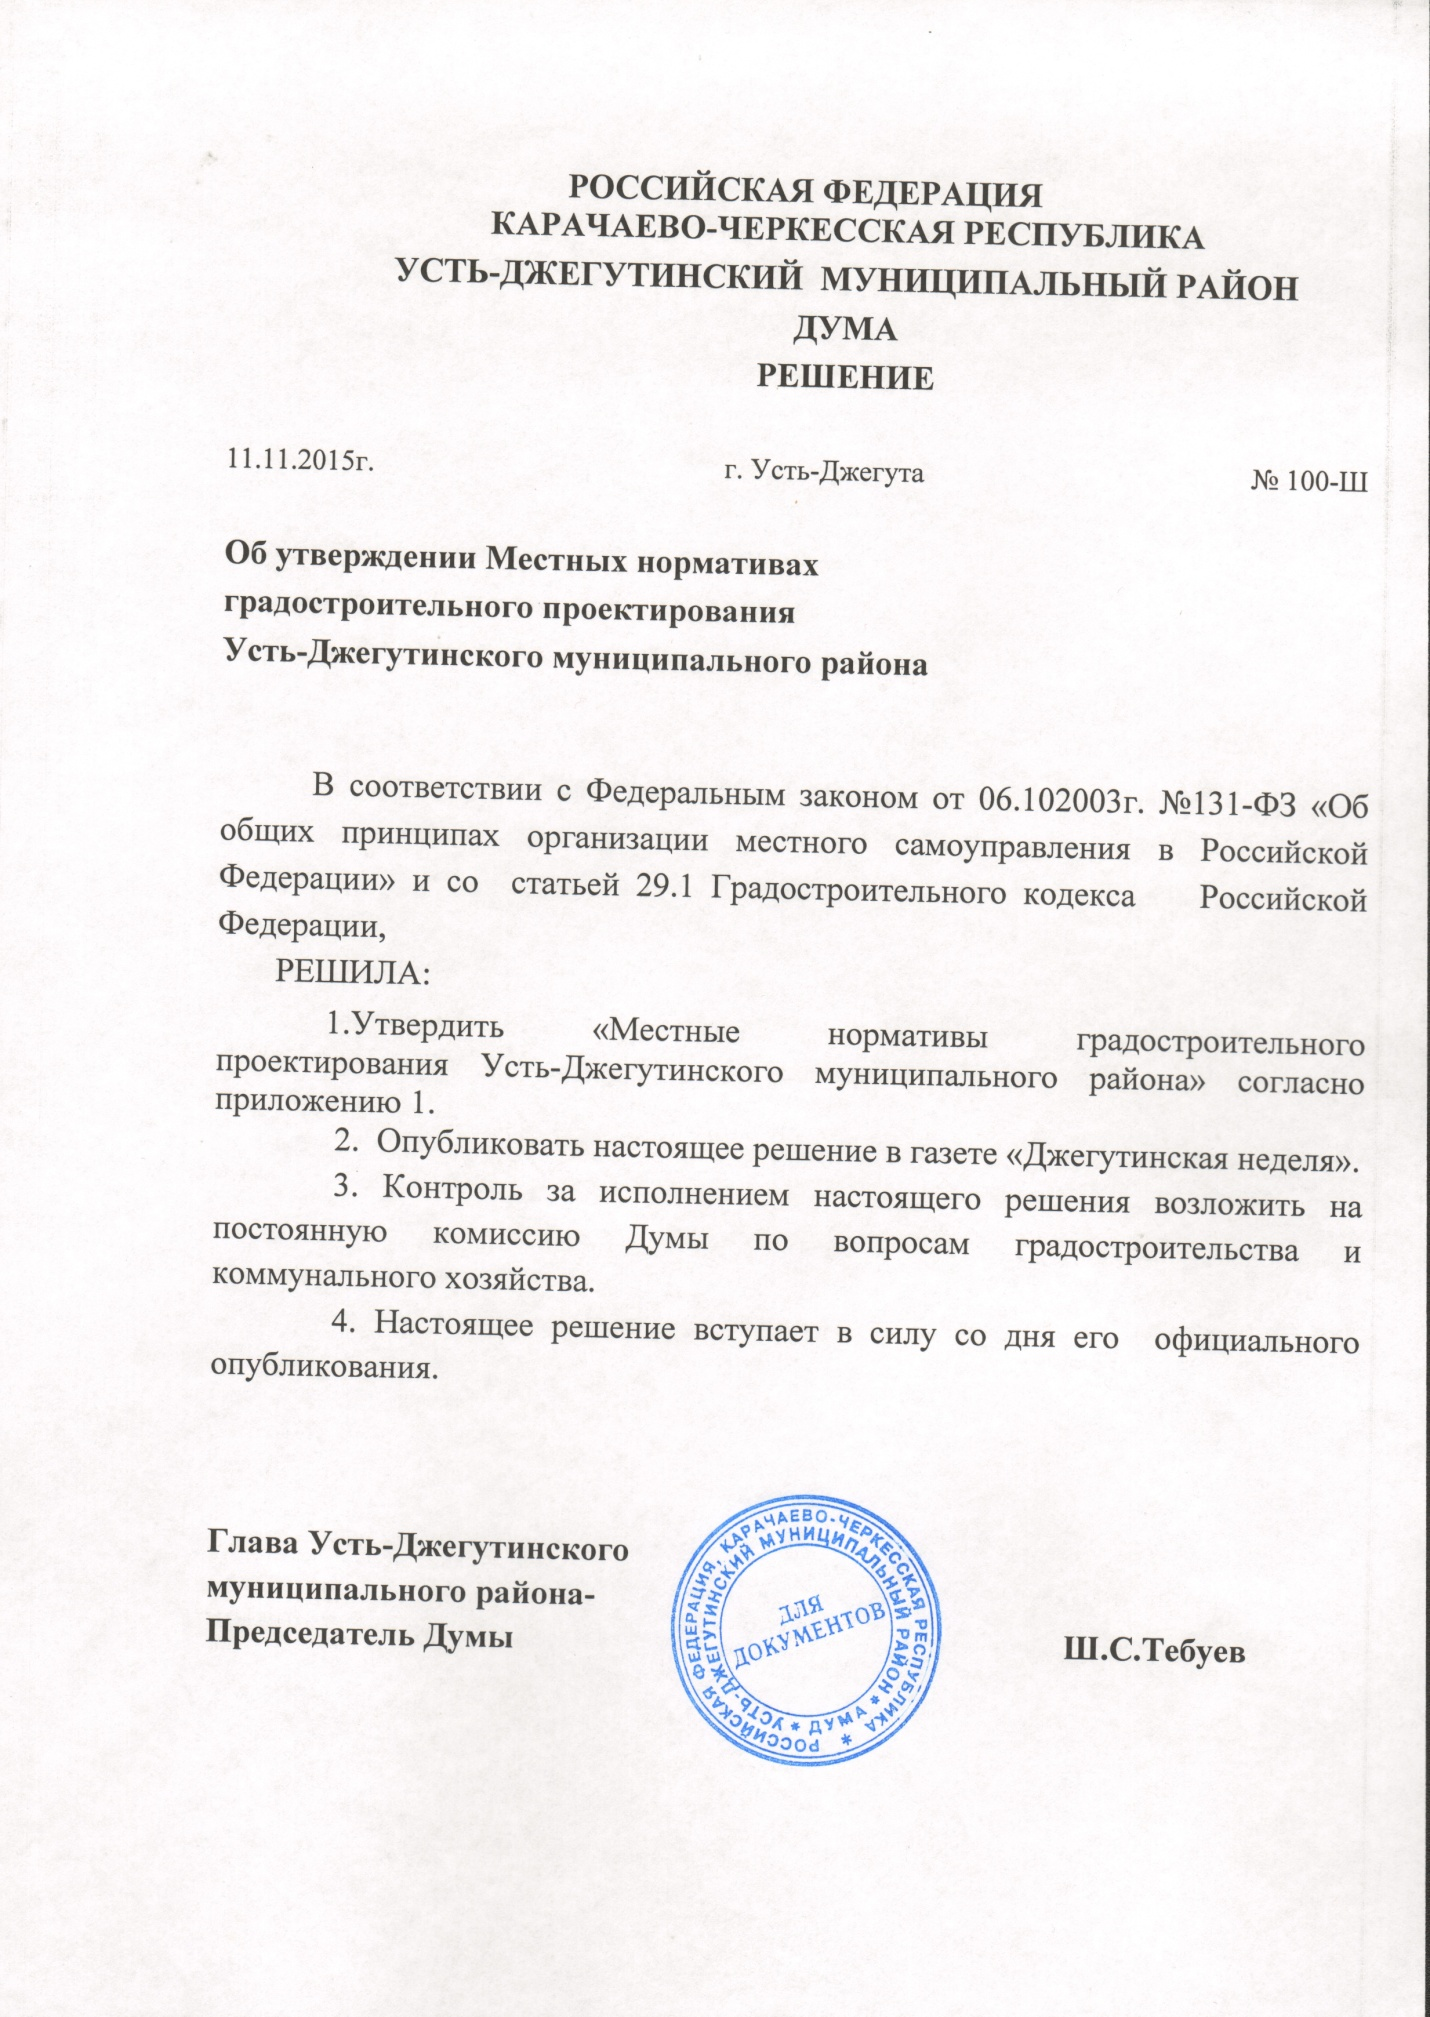 РОССИЙСКАЯ ФЕДЕРАЦИЯ
КАРАЧАЕВО-ЧЕРКЕССКАЯ РЕСПУБЛИКА
УСТЬ-ДЖЕГУТИНСКИЙ МУНИЦИПАЛЬНЫЙ РАЙОН
ДУМА
РЕШЕНИЕ
11.11.2015г. г. Усть-Джегута № 100-Ш
Об утверждении Местных нормативах
градостроительного проектирования
Усть-Джегутинского муниципального района
В соответствии с Федеральным законом от 06.102003г. №131-ФЗ «Об
общих принципах организации местного самоуправления в Российской
Федерации» и со статьей 29.1 Градостроительного кодекса Российской
Федерации,
РЕШИЛА:
1.Утвердить «Местные нормативы градостроительного
проектирования Усть-Джегутинского муниципального района» согласно
приложению 1.
2. Опубликовать настоящее решение в газете «Джегутинская неделя».
3. Контроль за исполнением настоящего решения возложить на
постоянную комиссию Думы по вопросам градостроительства и
коммунального хозяйства.
4. Настоящее решение вступает в силу со дня его официального
опубликования.
Глава Усть-Джегутинского
муниципального района-
Председатель Думы
Ш.С.Тебуев
РОССИЙСКАЯ ФЕДЕРАЦИЯ, КАРАЧАЕВО-ЧЕРКЕССКАЯ РЕСПУБЛИКА *
УСТЬ-ДЖЕГУТИНСКИЙ МУНИЦИПАЛЬНЫЙ РАЙОН * ДУМА *
ДЛЯ
ДОКУМЕНТОВ